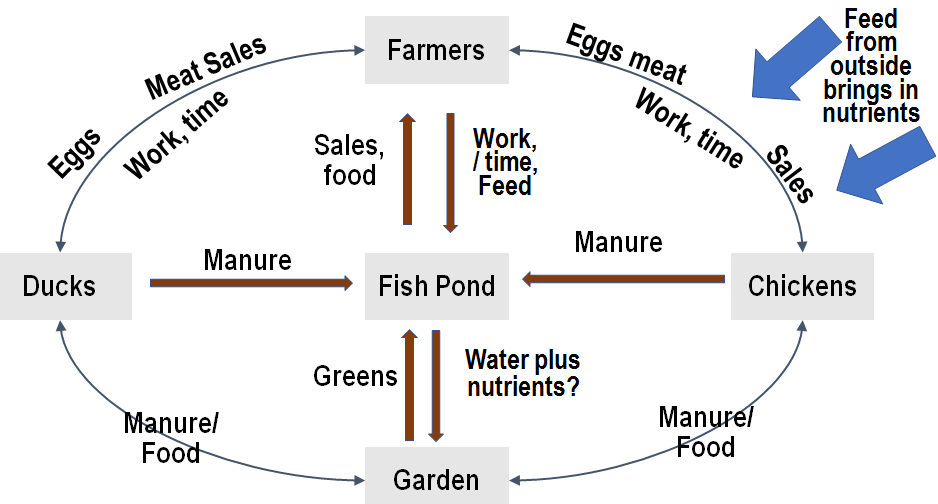 Farmers
Feed
from
outside
brings in
nutrients
Meat Sales
Eggs
Work, time
Eggs meat
Work, time
Sales
Sales,
food
Work,
/ time,
Feed
Ducks
Manure
Fish Pond
Manure
Chickens
Greens
Water plus
nutrients?
Manure/
Food
Manure/
Food
Garden